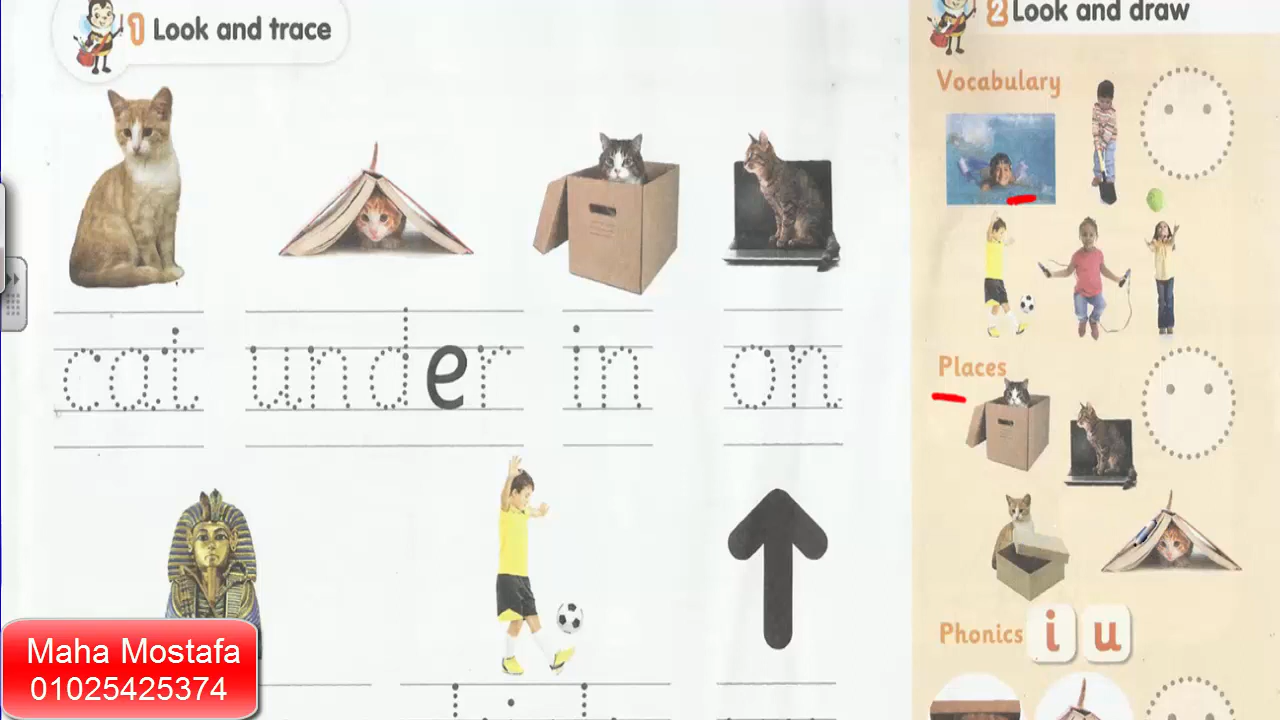 1 Look and trace
cat under in on
Maha Mostafa
01025425374
2 Look and draw
Vocabulary
Places
Phonics i u